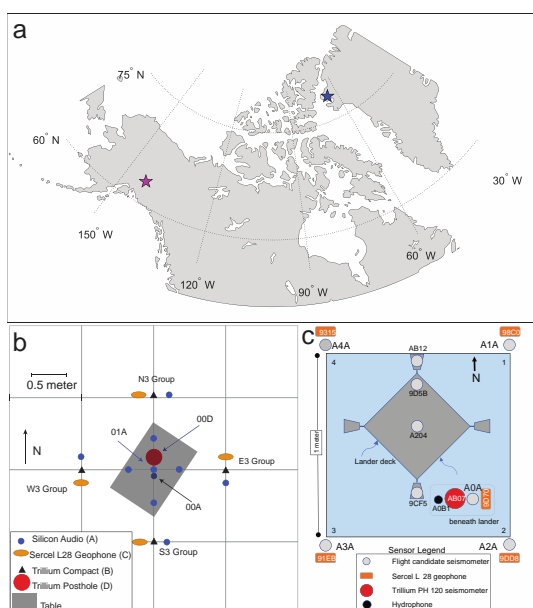 a
75° N
60° N
150° W
120° W
90° W
60° W
30° W
b
0.5 meter
N
N3 Group
01A
00D
E3 Group
W3 Group
00A
S3 Group
Silicon Audio (A)
Sercel L28 Geophone (C)
Trillium Compact (B)
Trillium Posthole (D)
Table
c
9315
98C0
A4A
A1A
AB12
4
1
N
9D5B
1 meter
A204
Lander deck
9CF5
A0A
AB07
9D70
A0B1
beneath lander
3
2
A3A
A2A
91EB
9DD8
Sensor Legend
Flight candidate seismometer
Sercel L 28 geophone
Trillium PH 120 seismometer
Hydrophone